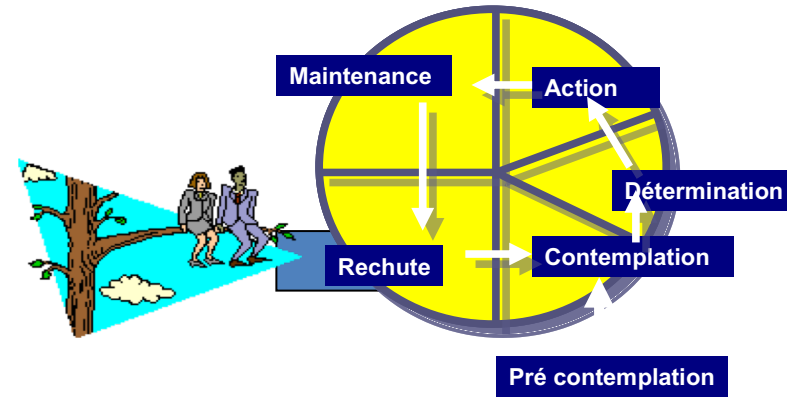 Maintenance
Action
Détermination
Rechute
Contemplation
Pré contemplation